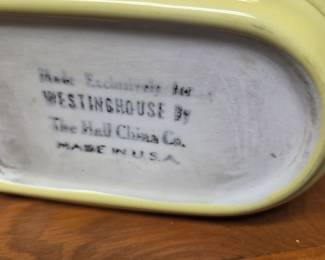 Made Exclusively for
WESTINGHOUSE By
The Hall China Co.
MADE IN U.S.A.